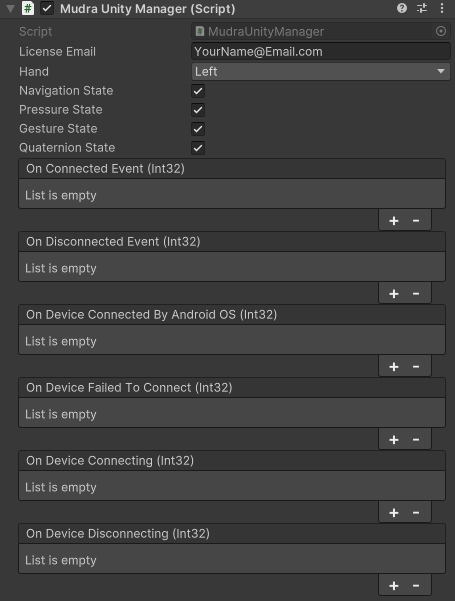 Mudra Unity Manager (Script)
Script MudraUnityManager
License Email YourName@Email.com
Hand Left
Navigation State
Pressure State
Gesture State
Quaternion State
On Connected Event (Int32)
List is empty
+ -
On Disconnected Event (Int32)
List is empty
+ -
On Device Connected By Android OS (Int32)
List is empty
+ -
On Device Failed To Connect (Int32)
List is empty
+ -
On Device Connecting (Int32)
List is empty
+ -
On Device Disconnecting (Int32)
List is empty
+ -